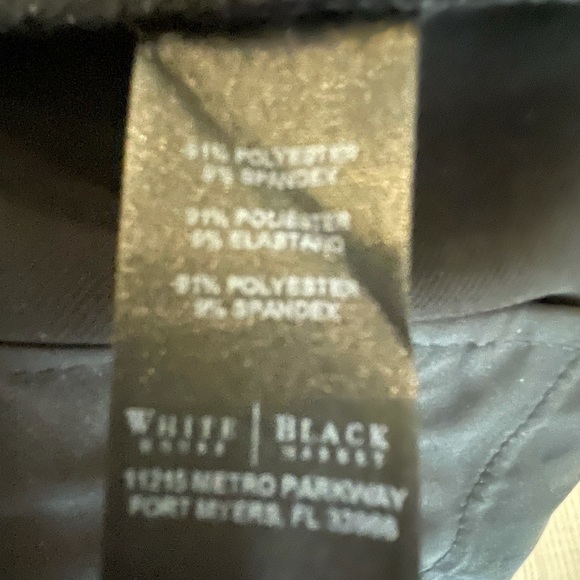 91% POLYESTER
9% SPANDEX
91% POLIESTER
9% ELASTANO
91% POLYESTER
9% SPANDEX
WHITE | BLACK
HOUSE MARKET
11215 METRO PARKWAY
FORT MYERS, FL